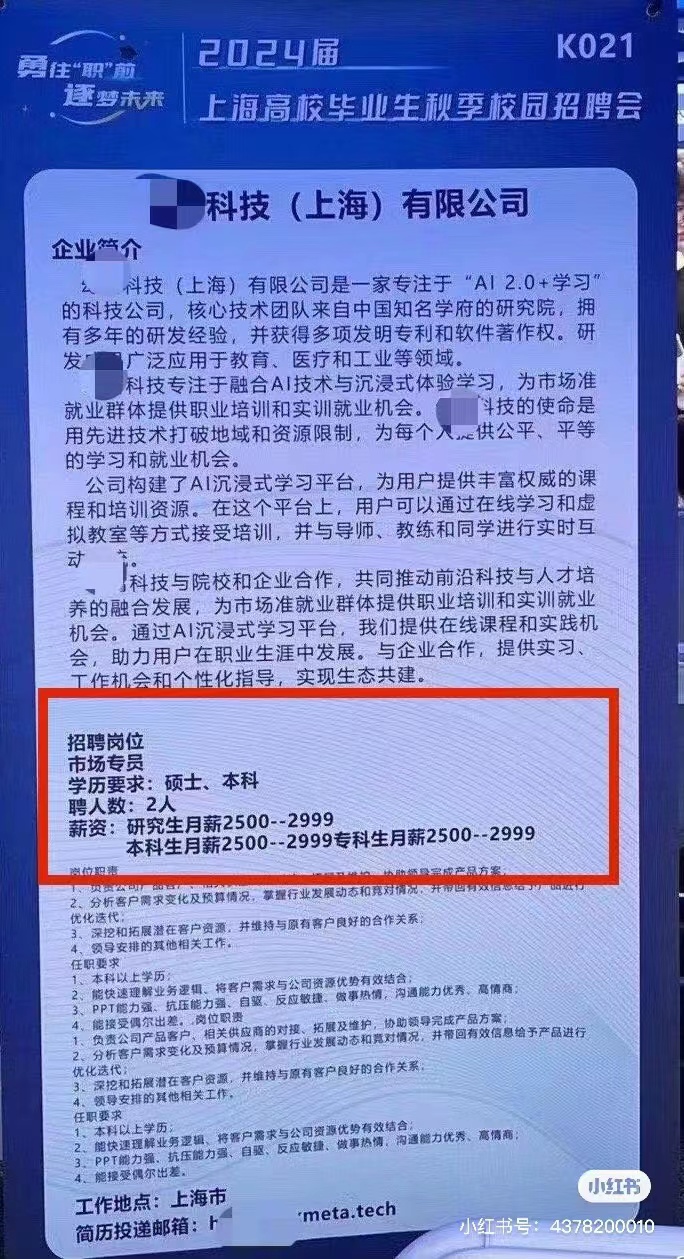 勇往“职”前
逐梦未来
2024届
K021
上海高校毕业生秋季校园招聘会
科技（上海）有限公司
企业简介
科技（上海）有限公司是一家专注于“AI 2.0+学习”
的科技公司，核心技术团队来自中国知名学府的研究院，拥
有多年的研发经验，并获得多项发明专利和软件著作权。研
发 广泛应用于教育、医疗和工业等领域。
科技专注于融合AI技术与沉浸式体验学习，为市场准
就业群体提供职业培训和实训就业机会。 科技的使命是
用先进技术打破地域和资源限制，为每个人提供公平、平等
的学习和就业机会。
公司构建了AI沉浸式学习平台，为用户提供丰富权威的课
程和培训资源。在这个平台上，用户可以通过在线学习和虚
拟教室等方式接受培训，并与导师、教练和同学进行实时互
动 。
科技与院校和企业合作，共同推动前沿科技与人才培
养的融合发展，为市场准就业群体提供职业培训和实训就业
机会。通过AI沉浸式学习平台，我们提供在线课程和实践机
会，助力用户在职业生涯中发展。与企业合作，提供实习、
工作机会和个性化指导，实现生态共建。
招聘岗位
市场专员
学历要求：硕士、本科
聘人数：2人
薪资：研究生月薪2500--2999
本科生月薪2500--2999专科生月薪2500--2999
岗位职责
1、负责公司产品客户、相关 拓展及维护，协助领导完成产品方案；
2、分析客户需求变化及预算情况，掌握行业发展动态和竞对情况，并带回有效信息给予产品进行
优化迭代；
3、深挖和拓展潜在客户资源，并维持与原有客户良好的合作关系；
4、领导安排的其他相关工作。
任职要求
1、本科以上学历；
2、能快速理解业务逻辑、将客户需求与公司资源优势有效结合；
3、PPT能力强、抗压能力强、自驱、反应敏捷、做事热情，沟通能力优秀、高情商；
4、能接受偶尔出差。.岗位职责
1、负责公司产品客户、相关供应商的对接、拓展及维护，协助领导完成产品方案；
2、分析客户需求变化及预算情况，掌握行业发展动态和竞对情况，并带回有效信息给予产品进行
优化迭代；
3、深挖和拓展潜在客户资源，并维持与原有客户良好的合作关系；
4、领导安排的其他相关工作。
任职要求
1、本科以上学历；
2、能快速理解业务逻辑、将客户需求与公司资源优势有效结合；
3、PPT能力强、抗压能力强、自驱、反应敏捷、做事热情，沟通能力优秀、高情商；
4、能接受偶尔出差。
工作地点：上海市
简历投递邮箱：h meta.tech
小红书
小红书号：4378200010